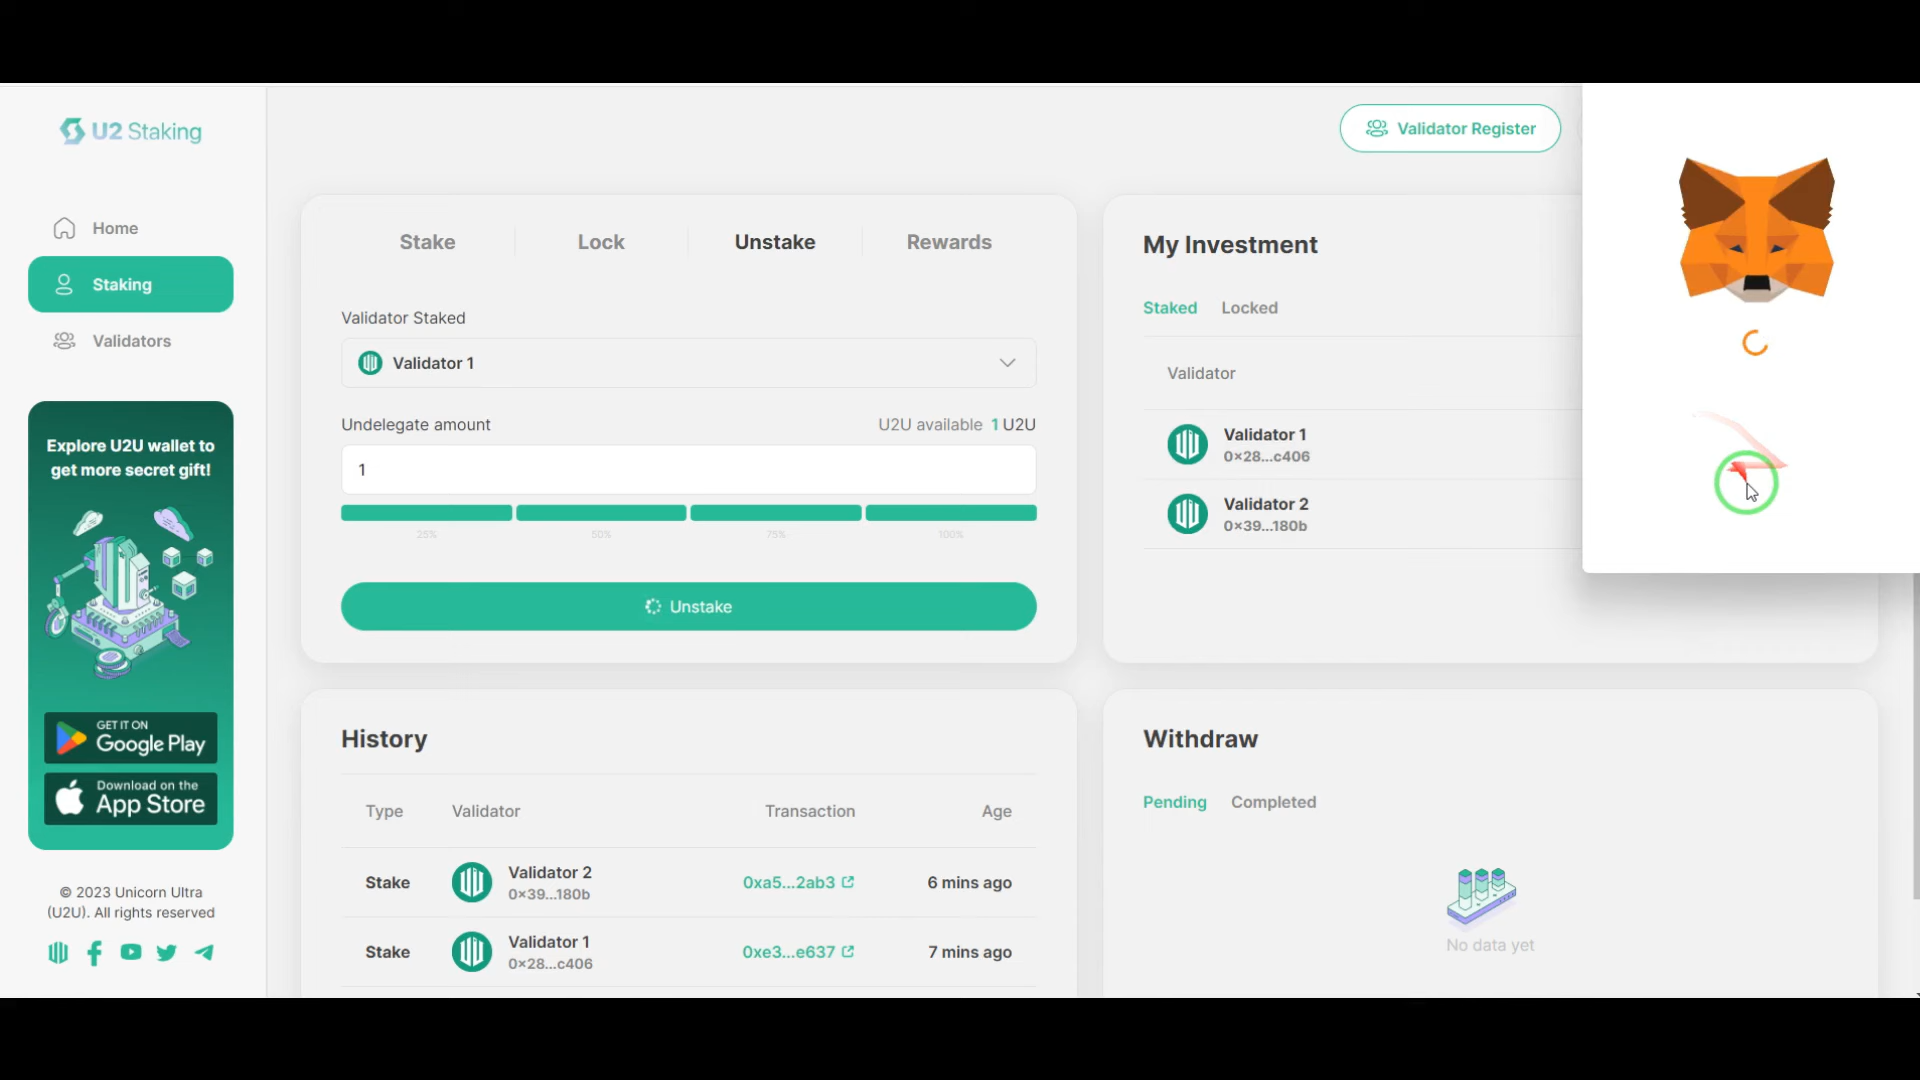 U2 Staking
Home
Staking
Validators
Explore U2U wallet to
get more secret gift!
GET IT ON
Google Play
Download on the
App Store
© 2023 Unicorn Ultra
(U2U). All rights reserved
Validator Register
Stake
Lock
Unstake
Rewards
Validator Staked
Validator 1
Undelegate amount
U2U available 1 U2U
1
25%
50%
75%
100%
Unstake
My Investment
Staked
Locked
Validator
Validator 1
0x28...c406
Validator 2
0x39...180b
History
Type
Validator
Transaction
Age
Stake
Validator 2
0x39...180b
0xa5...2ab3
6 mins ago
Stake
Validator 1
0x28...c406
0xe3...e637
7 mins ago
Withdraw
Pending
Completed
No data yet